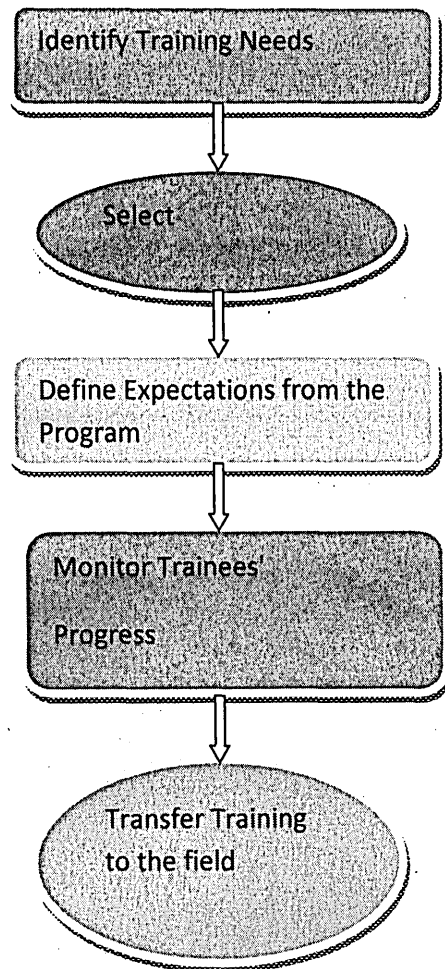 Identify Training Needs
Select
Define Expectations from the
Program
Monitor Trainees'
Progress
Transfer Training
to the field